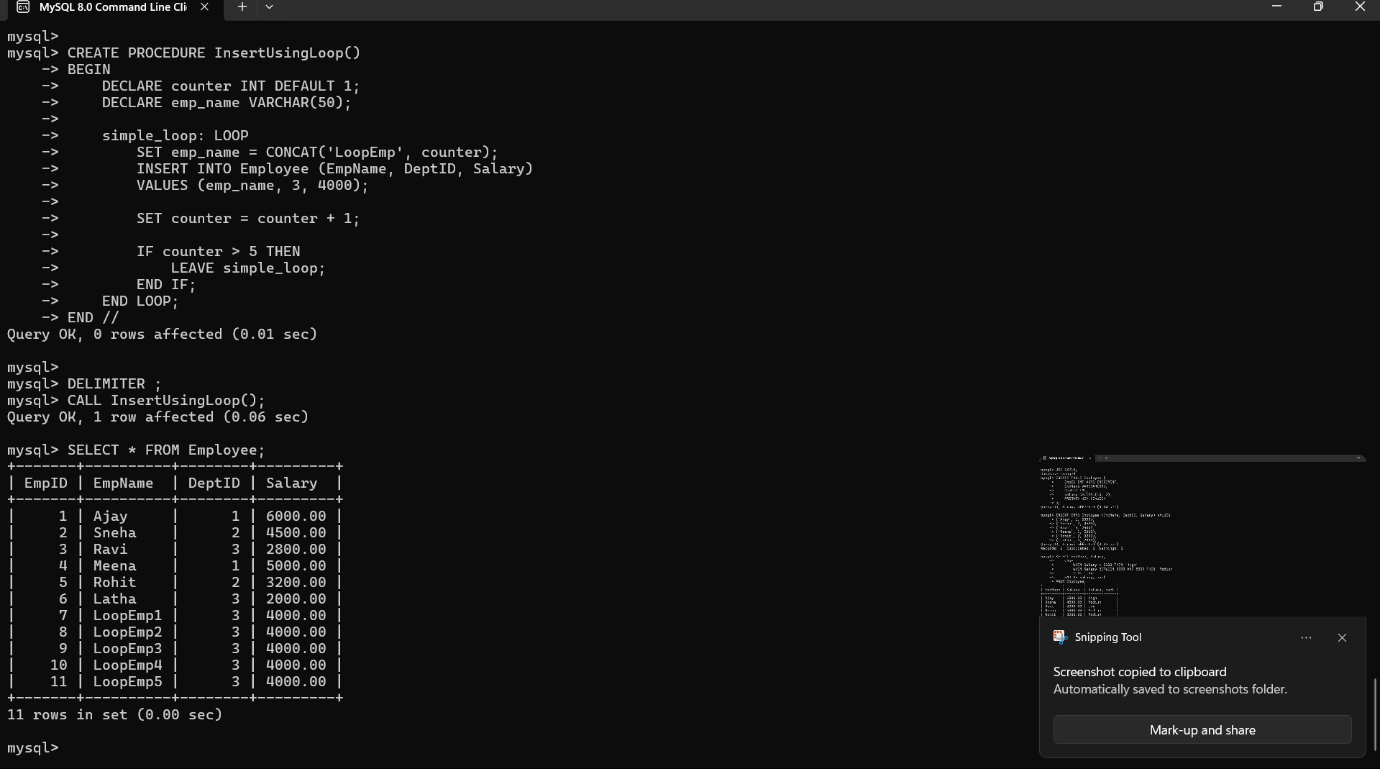 MySQL 8.0 Command Line Cli
mysql>
mysql> CREATE PROCEDURE InsertUsingLoop()
    -> BEGIN
    ->     DECLARE counter INT DEFAULT 1;
    ->     DECLARE emp_name VARCHAR(50);
    ->
    ->     simple_loop: LOOP
    ->         SET emp_name = CONCAT('LoopEmp', counter);
    ->         INSERT INTO Employee (EmpName, DeptID, Salary)
    ->         VALUES (emp_name, 3, 4000);
    ->
    ->         SET counter = counter + 1;
    ->
    ->         IF counter > 5 THEN
    ->             LEAVE simple_loop;
    ->         END IF;
    ->     END LOOP;
    -> END //
Query OK, 0 rows affected (0.01 sec)

mysql>
mysql> DELIMITER ;
mysql> CALL InsertUsingLoop();
Query OK, 1 row affected (0.06 sec)

mysql> SELECT * FROM Employee;
+-------+----------+--------+---------+
| EmpID | EmpName  | DeptID | Salary  |
+-------+----------+--------+---------+
|     1 | Ajay     |      1 | 6000.00 |
|     2 | Sneha    |      2 | 4500.00 |
|     3 | Ravi     |      3 | 2800.00 |
|     4 | Meena    |      1 | 5000.00 |
|     5 | Rohit    |      2 | 3200.00 |
|     6 | Latha    |      3 | 2000.00 |
|     7 | LoopEmp1 |      3 | 4000.00 |
|     8 | LoopEmp2 |      3 | 4000.00 |
|     9 | LoopEmp3 |      3 | 4000.00 |
|    10 | LoopEmp4 |      3 | 4000.00 |
|    11 | LoopEmp5 |      3 | 4000.00 |
+-------+----------+--------+---------+
11 rows in set (0.00 sec)

mysql>
Snipping Tool
Screenshot copied to clipboard
Automatically saved to screenshots folder.
Mark-up and share